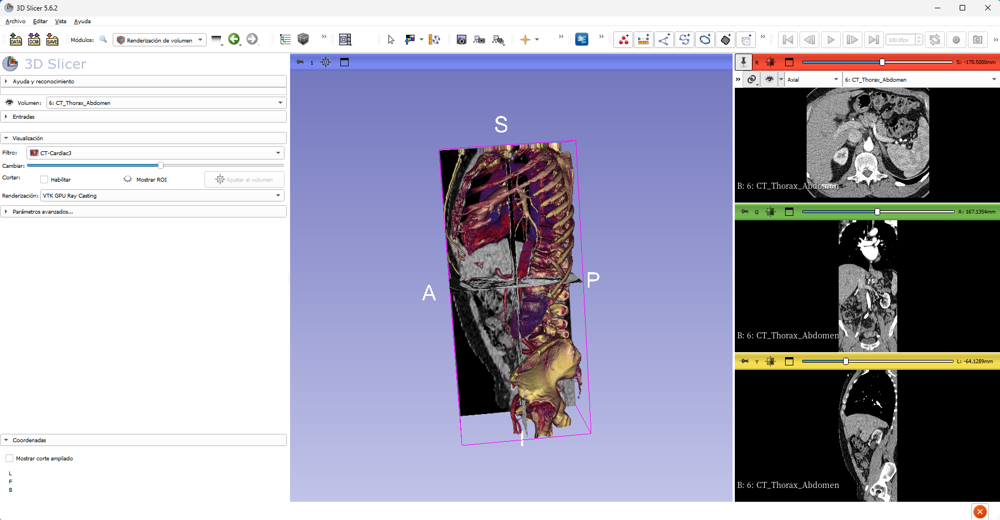 3D Slicer 5.6.2
Archivo Editar Vista Ayuda
DATA DCM SAVE Módulos: Renderización de volumen 100.0fps
3D Slicer
Ayuda y reconocimiento
Volumen: 6: CT_Thorax_Abdomen
Entradas
Visualización
Filtro: CT-Cardiac3
Cambiar:
Cortar: Habilitar Mostrar ROI Ajustar al volumen
Renderización: VTK GPU Ray Casting
Parámetros avanzados...
Coordenadas
Mostrar corte ampliado
L
F
B
1
S
A
P
I
R S: -170.5000mm
Axial 6: CT_Thorax_Abdomen
B: 6: CT_Thorax_Abdomen
G A: 167.1354mm
B: 6: CT_Thorax_Abdomen
Y L: -64.1289mm
B: 6: CT_Thorax_Abdomen